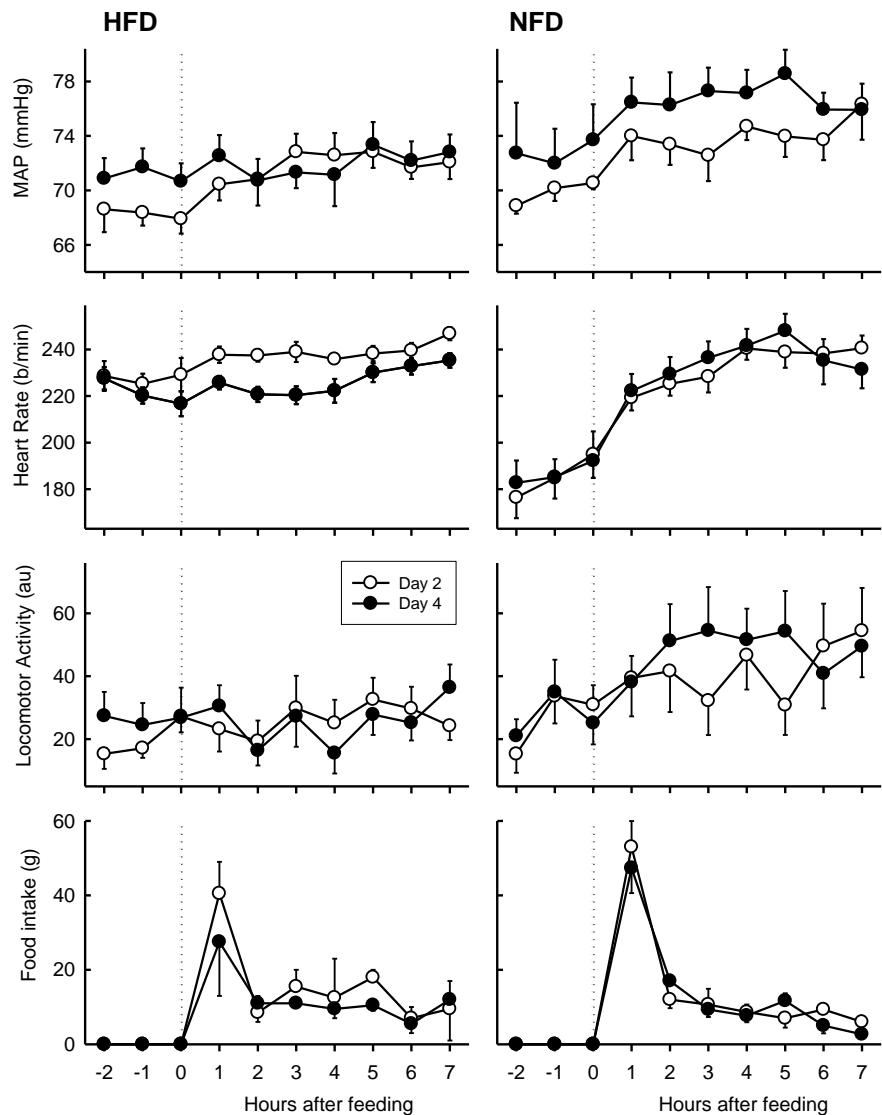 HFD NFD
MAP (mmHg)
78
74
70
66
Heart Rate (b/min)
240
220
200
180
Locomotor Activity (au)
60
40
20
Day 2
Day 4
Food intake (g)
60
40
20
0
-2 -1 0 1 2 3 4 5 6 7 -2 -1 0 1 2 3 4 5 6 7
Hours after feeding Hours after feeding